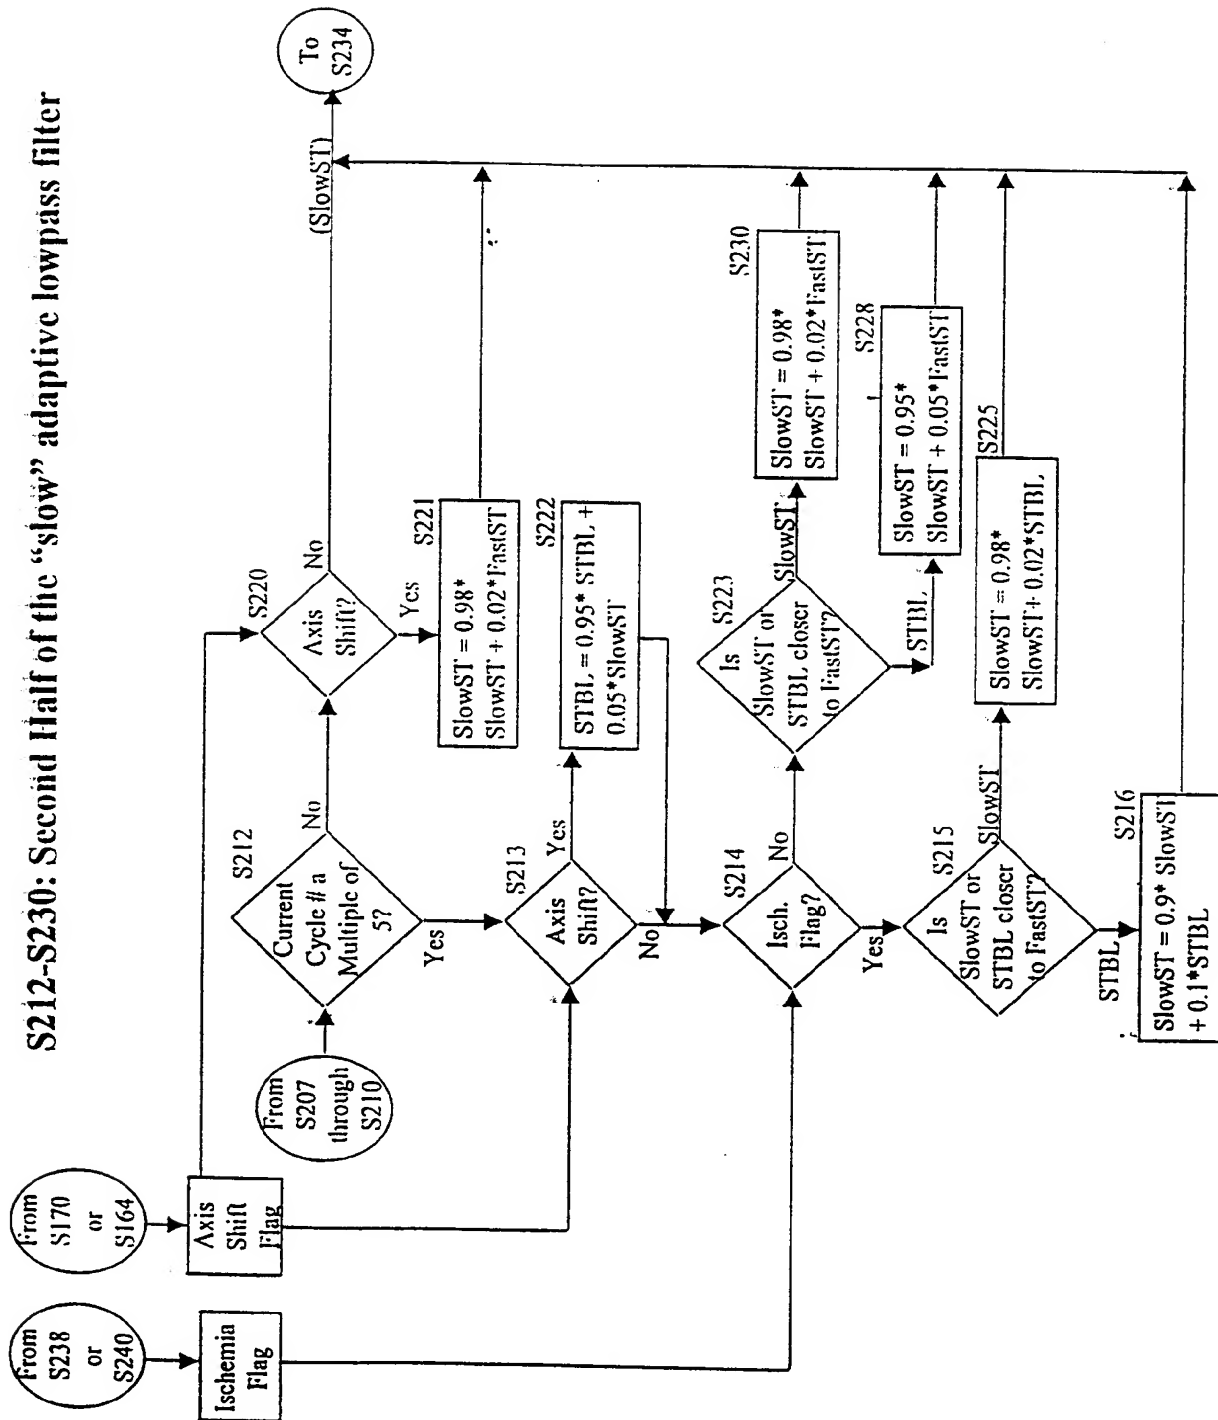 S212-S230: Second Half of the “slow” adaptive lowpass filter
From
S238
or
S240
Ischemia
Flag
From
S170
or
S164
Axis
Shift
Flag
From
S207
through
S210
S212
Current
Cycle # a
Multiple of
5?
No
Yes
S220
Axis
Shift?
No
Yes
(SlowST)
To
S234
S221
SlowST = 0.98*
SlowST + 0.02*FastST
S213
Axis
Shift?
Yes
No
S222
STBL = 0.95* STBL +
0.05*SlowST
S214
Isch.
Flag?
No
Yes
S223
Is
SlowST or
STBL closer
to FastST?
SlowST
STBL
S230
SlowST = 0.98*
SlowST + 0.02*FastST
S228
SlowST = 0.95*
SlowST + 0.05*FastST
S215
Is
SlowST or
STBL closer
to FastST?
SlowST
STBL
S225
SlowST = 0.98*
SlowST+ 0.02*STBL
S216
SlowST = 0.9* SlowST
+ 0.1*STBL